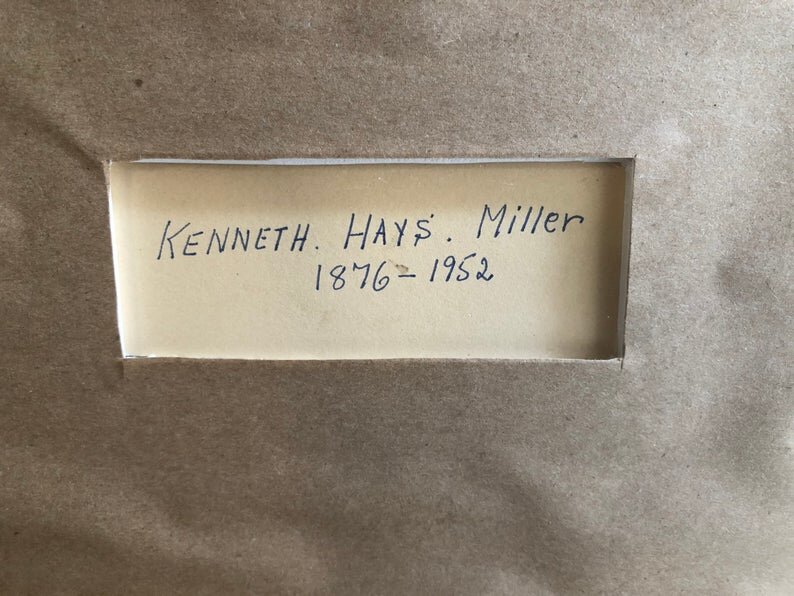 KENNETH. HAYS. Miller
1876-1952